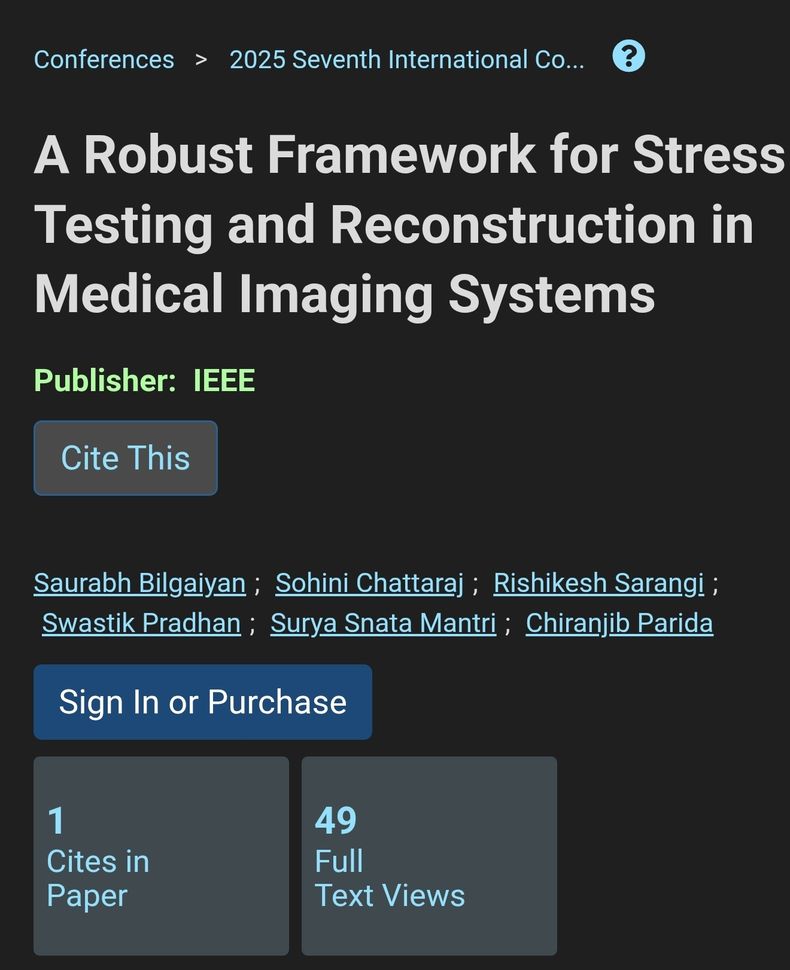 Conferences > 2025 Seventh International Co... ?
A Robust Framework for Stress
Testing and Reconstruction in
Medical Imaging Systems
Publisher: IEEE
Cite This
Saurabh Bilgaiyan ; Sohini Chattaraj ; Rishikesh Sarangi ;
Swastik Pradhan ; Surya Snata Mantri ; Chiranjib Parida
Sign In or Purchase
1
Cites in
Paper
49
Full
Text Views